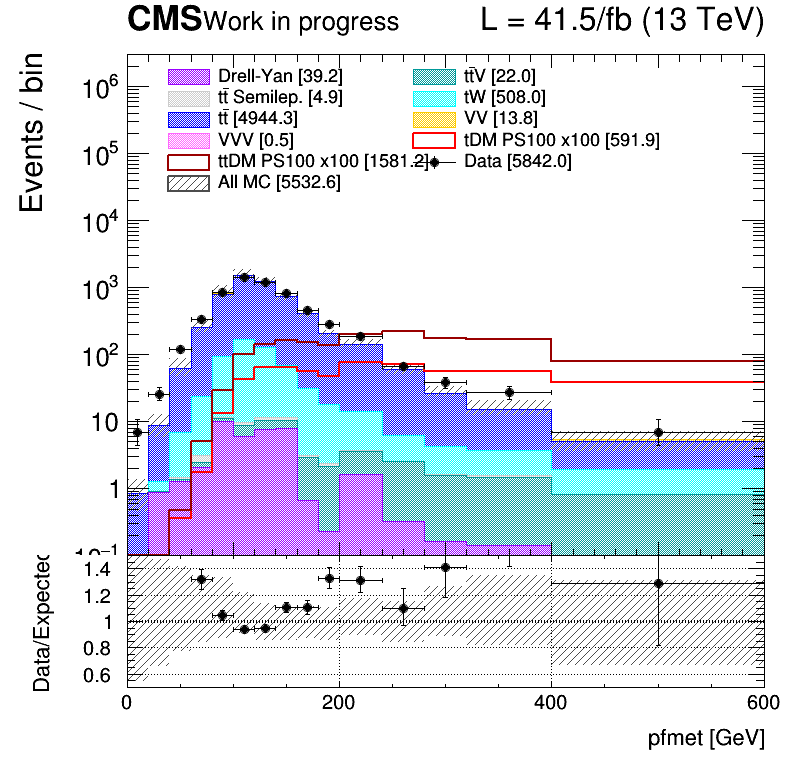 CMS Work in progress L = 41.5/fb (13 TeV)
Events / bin
Drell-Yan [39.2] tt̄V [22.0]
tt̄ Semilep. [4.9] tW [508.0]
tt̄ [4944.3] VV [13.8]
VVV [0.5] tDM PS100 x100 [591.9]
ttDM PS100 x100 [1581.2] Data [5842.0]
All MC [5532.6]
10⁶
10⁵
10⁴
10³
10²
10
1
10⁻¹
Data/Expected
1.4
1.2
1
0.8
0.6
0 200 400 600
pfmet [GeV]